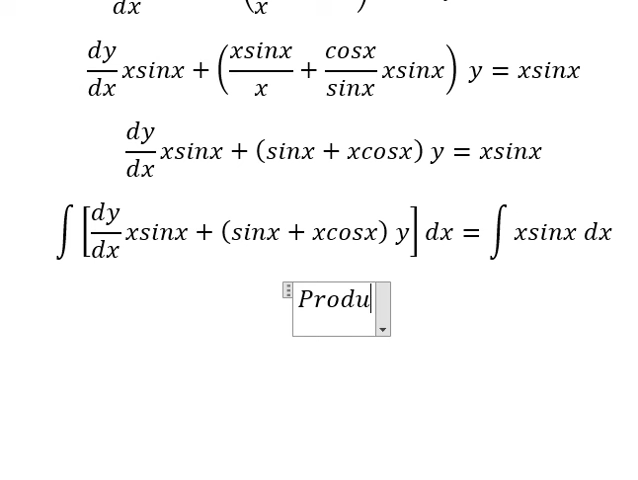 dx (x )
dy/dx xsinx + (xsinx/x + cosx/sinx xsinx) y = xsinx
dy/dx xsinx + (sinx + xcosx) y = xsinx
∫ [dy/dx xsinx + (sinx + xcosx) y] dx = ∫ xsinx dx
Produ